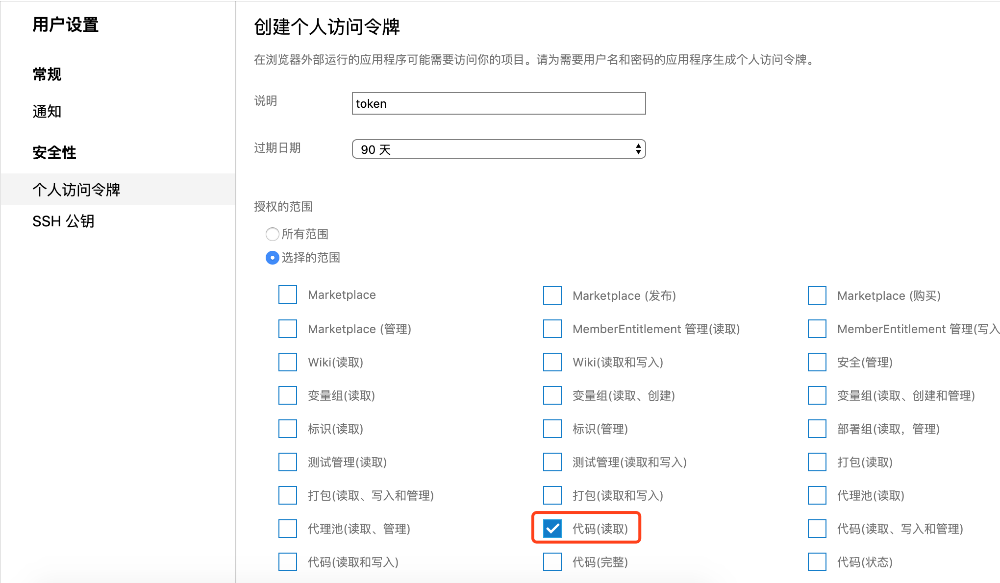 用户设置
常规
通知
安全性
个人访问令牌
SSH 公钥
创建个人访问令牌
在浏览器外部运行的应用程序可能需要访问你的项目。请为需要用户名和密码的应用程序生成个人访问令牌。
说明
token
过期日期
90 天
授权的范围
所有范围
选择的范围
Marketplace
Marketplace (发布)
Marketplace (购买)
Marketplace (管理)
MemberEntitlement 管理(读取)
MemberEntitlement 管理(写入
Wiki(读取)
Wiki(读取和写入)
安全(管理)
变量组(读取)
变量组(读取、创建)
变量组(读取、创建和管理)
标识(读取)
标识(管理)
部署组(读取，管理)
测试管理(读取)
测试管理(读取和写入)
打包(读取)
打包(读取、写入和管理)
打包(读取和写入)
代理池(读取)
代理池(读取、管理)
代码(读取)
代码(读取、写入和管理)
代码(读取和写入)
代码(完整)
代码(状态)